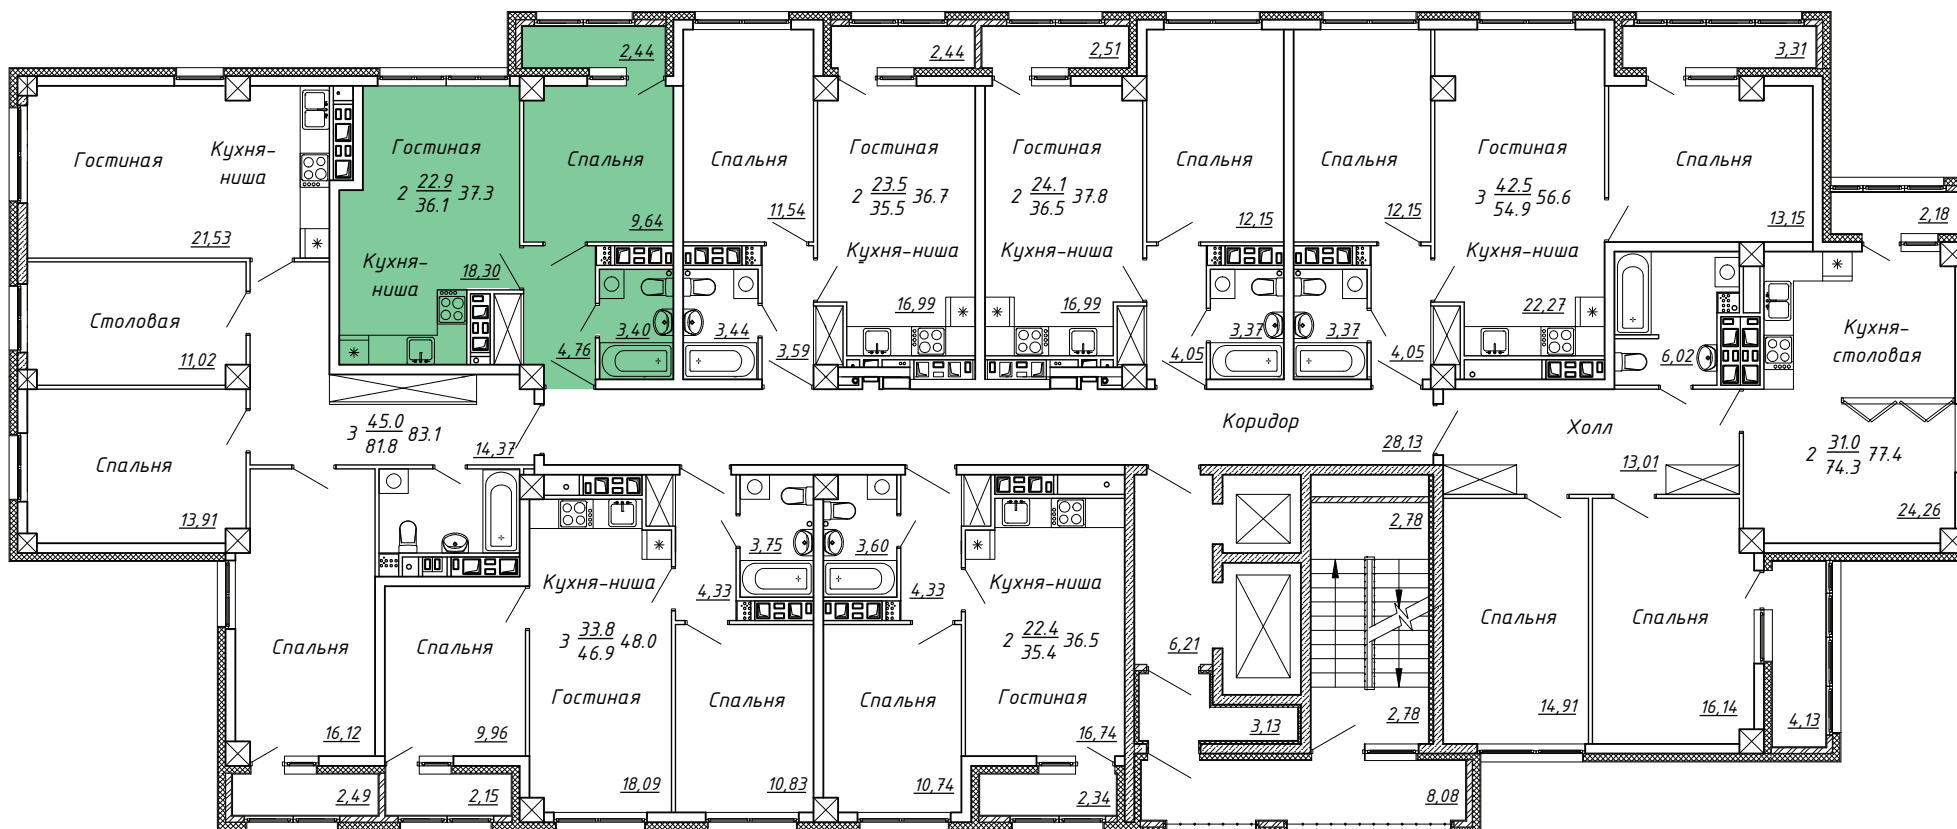 2,44
2,44
2,51
3,31
Гостиная
Кухня-
ниша
21,53
Гостиная
2 22.9 37.3
36.1
Кухня-
ниша
18,30
Спальня
9,64
Спальня
11,54
Гостиная
2 23.5 36.7
35.5
Кухня-ниша
16,99
Гостиная
2 24.1 37.8
36.5
Кухня-ниша
16,99
Спальня
12,15
Спальня
12,15
Гостиная
3 42.5 56.6
54.9
Кухня-ниша
22,27
Спальня
13,15
2,18
Столовая
11,02
4,76
3,40
3,44
3,59
3,37
4,05
3,37
4,05
6,02
Кухня-
столовая
3 45.0 83.1
81.8
14,37
Коридор
28,13
Холл
13,01
2 31.0 77.4
74.3
24,26
Спальня
13,91
Спальня
16,12
Спальня
9,96
Кухня-ниша
3 33.8 48.0
46.9
Гостиная
18,09
3,75
4,33
Спальня
10,83
3,60
4,33
Спальня
10,74
Кухня-ниша
2 22.4 36.5
35.4
Гостиная
16,74
6,21
3,13
2,78
2,78
Спальня
14,91
Спальня
16,14
4,13
2,49
2,15
2,34
8,08